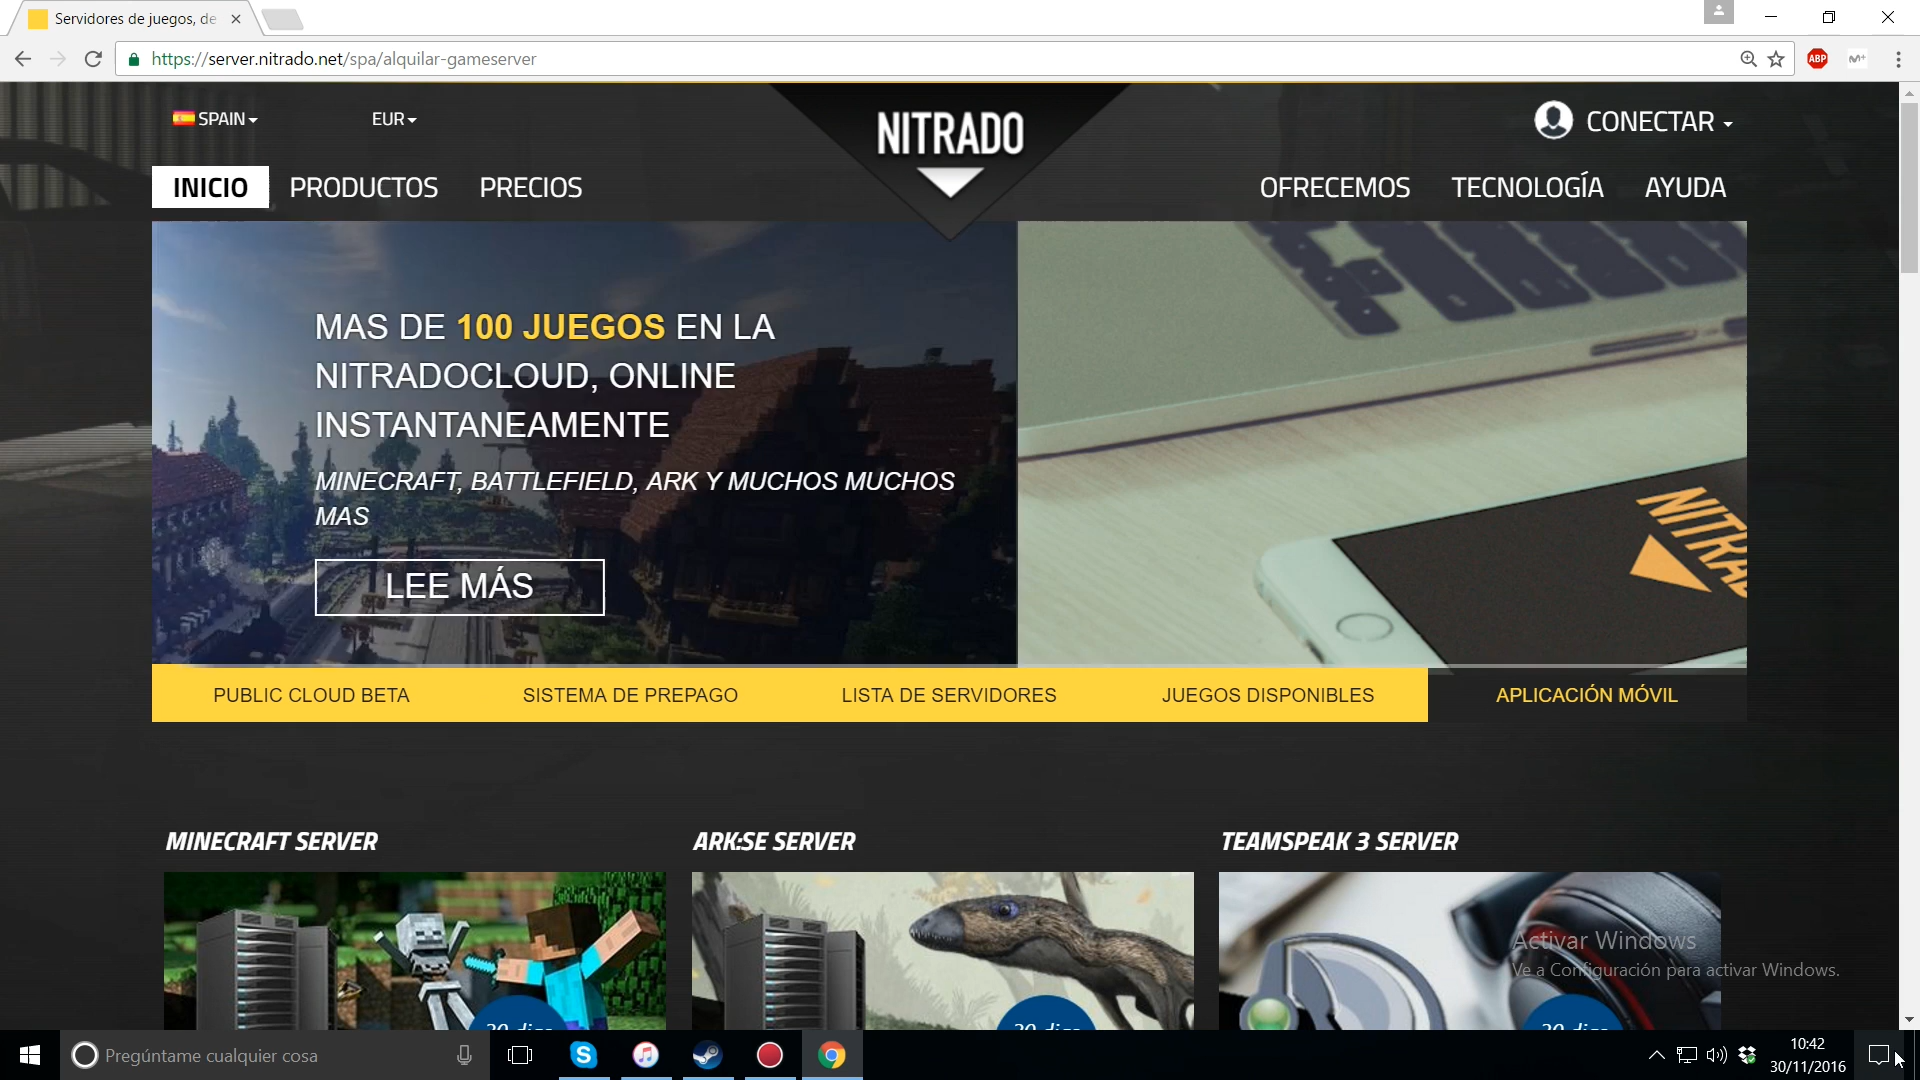 Servidores de juegos, de
https://server.nitrado.net/spa/alquilar-gameserver
ABP
SPAIN
EUR
NITRADO
CONECTAR
INICIO
PRODUCTOS
PRECIOS
OFRECEMOS
TECNOLOGÍA
AYUDA
MAS DE 100 JUEGOS EN LA
NITRADOCLOUD, ONLINE
INSTANTANEAMENTE
MINECRAFT, BATTLEFIELD, ARK Y MUCHOS MUCHOS
MAS
LEE MÁS
PUBLIC CLOUD BETA
SISTEMA DE PREPAGO
LISTA DE SERVIDORES
JUEGOS DISPONIBLES
APLICACIÓN MÓVIL
MINECRAFT SERVER
ARK:SE SERVER
TEAMSPEAK 3 SERVER
Activar Windows
Ve a Configuración para activar Windows.
Pregúntame cualquier cosa
10:42
30/11/2016